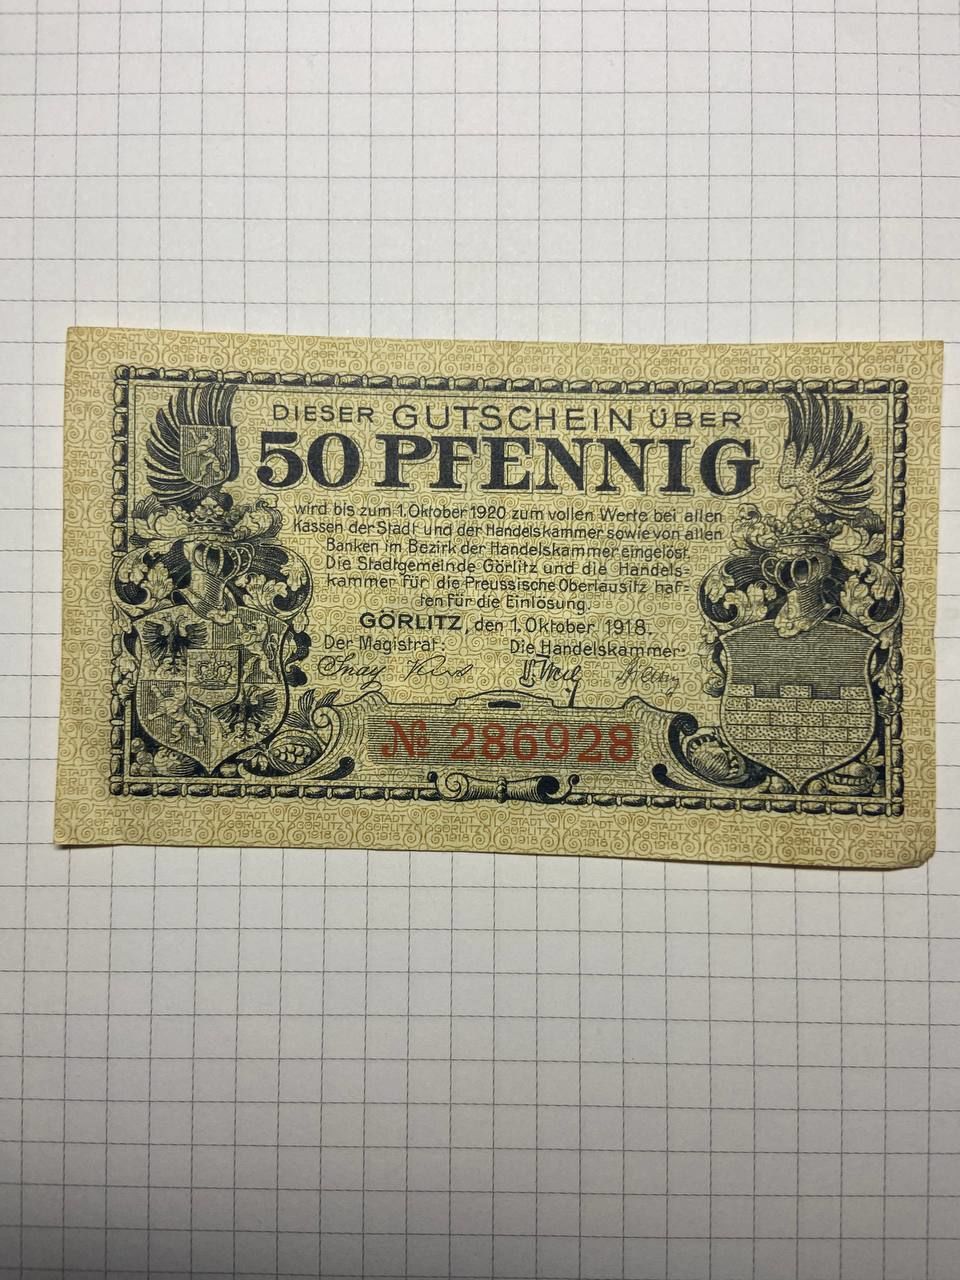 DIESER GUTSCHEIN ÜBER
50 PFENNIG
wird bis zum 1. Oktober 1920 zum vollen Werte bei allen
Kassen der Stadt und der Handelskammer sowie von allen
Banken im Bezirk der Handelskammer eingelöst.
Die Stadtgemeinde Görlitz und die Handels-
kammer für die Preussische Oberlausitz haf-
ten für die Einlösung.
GÖRLITZ, den 1. Oktober 1918.
Der Magistrat: Die Handelskammer:
Snay
№ 286928
STADT
GÖRLITZ
1918